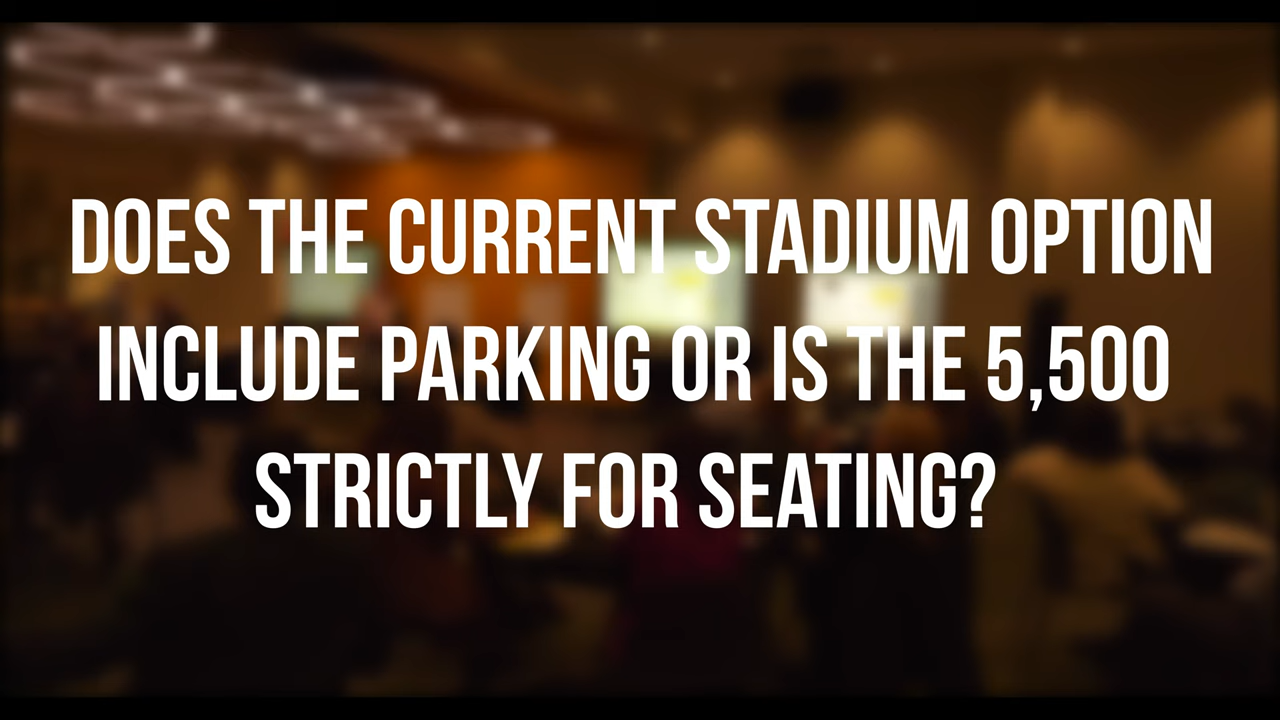 DOES THE CURRENT STADIUM OPTION
INCLUDE PARKING OR IS THE 5,500
STRICTLY FOR SEATING?